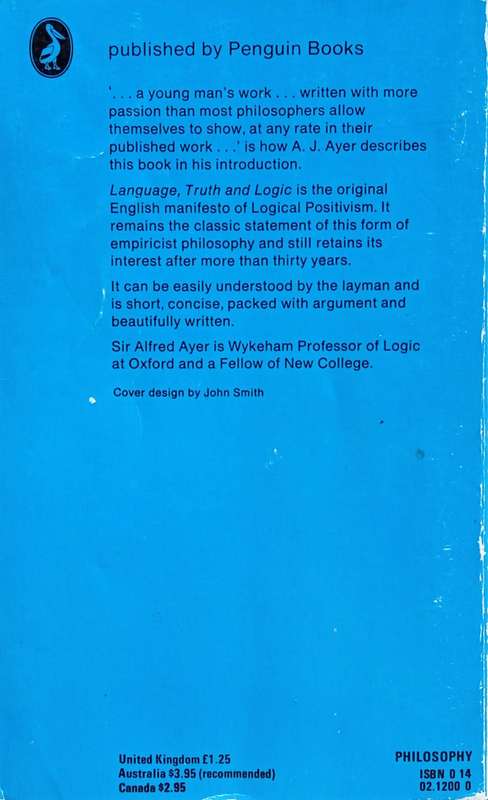 published by Penguin Books
'. . . a young man's work . . . written with more
passion than most philosophers allow
themselves to show, at any rate in their
published work . . .' is how A. J. Ayer describes
this book in his introduction.
Language, Truth and Logic is the original
English manifesto of Logical Positivism. It
remains the classic statement of this form of
empiricist philosophy and still retains its
interest after more than thirty years.
It can be easily understood by the layman and
is short, concise, packed with argument and
beautifully written.
Sir Alfred Ayer is Wykeham Professor of Logic
at Oxford and a Fellow of New College.
Cover design by John Smith
United Kingdom £1.25
Australia $3.95 (recommended)
Canada $2.95
PHILOSOPHY
ISBN 0 14
02.1200 0